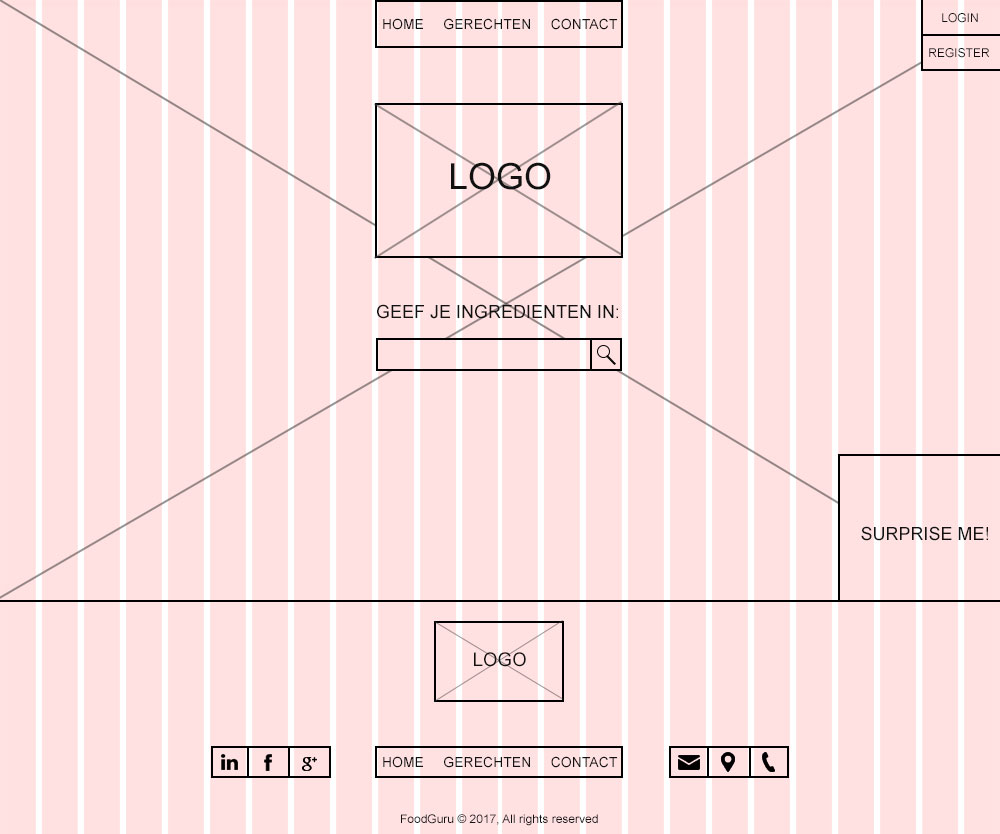 HOME GERECHTEN CONTACT
LOGIN
REGISTER
LOGO
GEEF JE INGREDIENTEN IN:
SURPRISE ME!
LOGO
in f g+ HOME GERECHTEN CONTACT
FoodGuru © 2017, All rights reserved